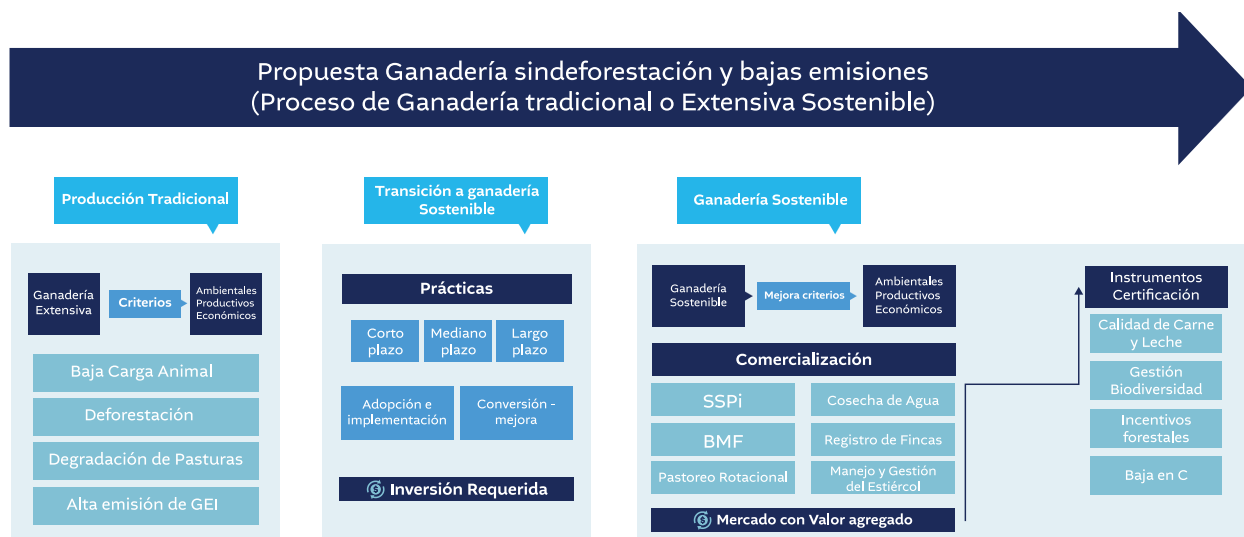 Propuesta Ganadería sindeforestación y bajas emisiones
(Proceso de Ganadería tradicional o Extensiva Sostenible)
Producción Tradicional
Ganadería
Extensiva
Criterios
Ambientales
Productivos
Económicos
Baja Carga Animal
Deforestación
Degradación de Pasturas
Alta emisión de GEI
Transición a ganadería
Sostenible
Prácticas
Corto
plazo
Mediano
plazo
Largo
plazo
Adopción e
implementación
Conversión -
mejora
Inversión Requerida
Ganadería Sostenible
Ganadería
Sostenible
Mejora criterios
Ambientales
Productivos
Económicos
Comercialización
SSPi
Cosecha de Agua
BMF
Registro de Fincas
Pastoreo Rotacional
Manejo y Gestión
del Estiércol
Mercado con Valor agregado
Instrumentos
Certificación
Calidad de Carne
y Leche
Gestión
Biodiversidad
Incentivos
forestales
Baja en C